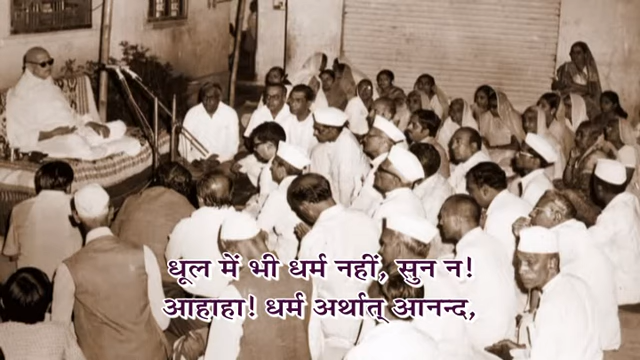 धूल में भी धर्म नहीं, सुन न!
आहाहा! धर्म अर्थात् आनन्द,